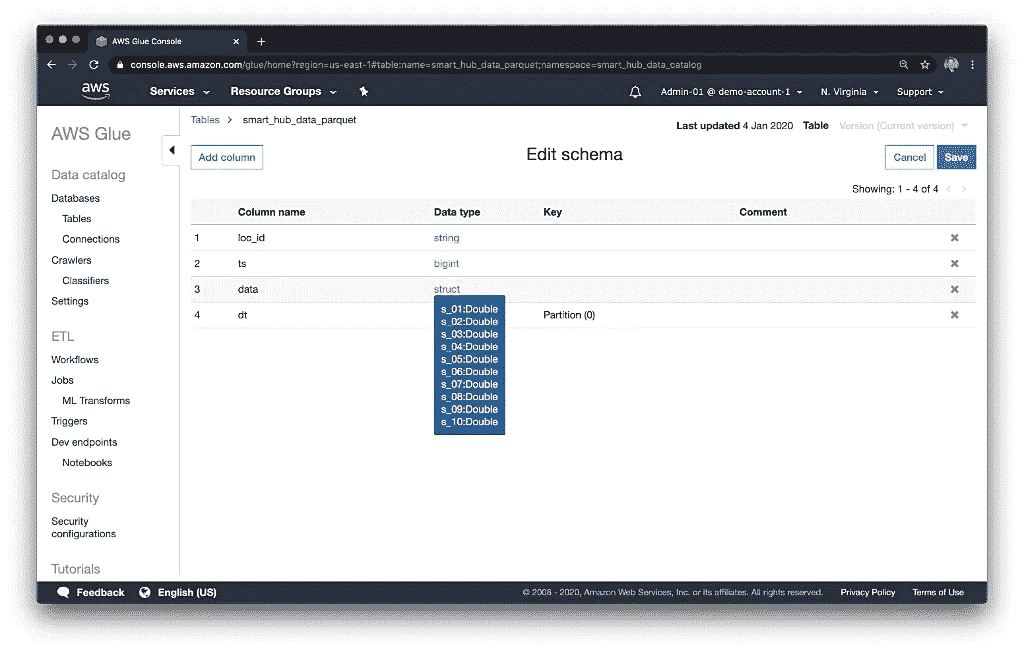 AWS Glue Console
console.aws.amazon.com/glue/home?region=us-east-1#table:name=smart_hub_data_parquet;namespace=smart_hub_data_catalog
aws Services Resource Groups Admin-01 @ demo-account-1 N. Virginia Support
Tables > smart_hub_data_parquet
Last updated 4 Jan 2020 Table Version (Current version)
AWS Glue
Add column
Edit schema
Cancel Save
Showing: 1 - 4 of 4
Data catalog
Databases
Tables
Connections
Crawlers
Classifiers
Settings
ETL
Workflows
Jobs
ML Transforms
Triggers
Dev endpoints
Notebooks
Security
Security
configurations
Tutorials
Column name Data type Key Comment
1 loc_id string
2 ts bigint
3 data struct
4 dt Partition (0)
s_01:Double
s_02:Double
s_03:Double
s_04:Double
s_05:Double
s_06:Double
s_07:Double
s_08:Double
s_09:Double
s_10:Double
Feedback English (US) © 2008 - 2020, Amazon Web Services, Inc. or its affiliates. All rights reserved. Privacy Policy Terms of Use